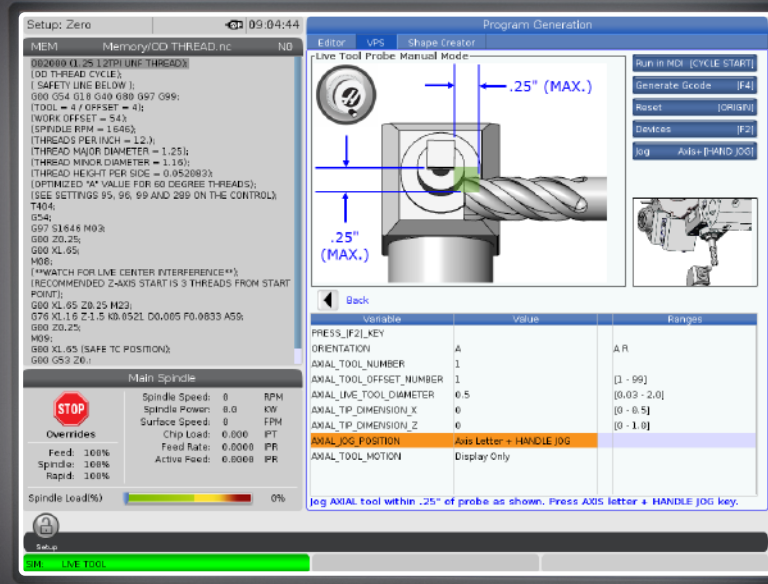 Setup: Zero
09:04:44
MEM Memory/OD THREAD.nc N0
O02000 (1.25 12TPI UNF THREAD);
(OD THREAD CYCLE);
( SAFETY LINE BELOW );
G00 G54 G18 G40 G80 G97 G99;
(TOOL = 4 / OFFSET = 4);
(WORK OFFSET = 54);
(SPINDLE RPM = 1646);
(THREADS PER INCH = 12.);
(THREAD MAJOR DIAMETER = 1.25);
(THREAD MINOR DIAMETER = 1.16);
(THREAD HEIGHT PER SIDE = 0.052083);
(OPTIMIZED "A" VALUE FOR 60 DEGREE THREADS);
(SEE SETTINGS 95, 96, 99 AND 289 ON THE CONTROL);
T404;
G54;
G97 S1646 M03;
G00 Z0.25;
G00 X1.65;
M08;
(**WATCH FOR LIVE CENTER INTERFERENCE**);
(RECOMMENDED Z-AXIS START IS 3 THREADS FROM START
POINT);
G00 X1.65 Z0.25 M23;
G76 X1.16 Z-1.5 K0.0521 D0.005 F0.0833 A59;
G00 Z0.25;
M09;
G00 X1.65 (SAFE TC POSITION);
G00 G53 Z0.;
Main Spindle
STOP
Overrides
Feed: 100%
Spindle: 100%
Rapid: 100%
Spindle Speed: 0 RPM
Spindle Power: 0.0 KW
Surface Speed: 0 FPM
Chip Load: 0.000 IPT
Feed Rate: 0.0000 IPR
Active Feed: 0.0000 IPR
Spindle Load(%) 0%
Setup
SIM: LIVE TOOL
Program Generation
Editor VPS Shape Creator
Live Tool Probe Manual Mode
.25" (MAX.)
.25"
(MAX.)
Run in MDI [CYCLE START]
Generate Gcode [F4]
Reset [ORIGIN]
Devices [F2]
Jog Axis+[HAND JOG]
Back
Variable Value Ranges
PRESS_[F2]_KEY
ORIENTATION A A R
AXIAL_TOOL_NUMBER 1
AXIAL_TOOL_OFFSET_NUMBER 1 [1 - 99]
AXIAL_LIVE_TOOL_DIAMETER 0.5 [0.03 - 2.0]
AXIAL_TIP_DIMENSION_X 0 [0 - 0.5]
AXIAL_TIP_DIMENSION_Z 0 [0 - 1.0]
AXIAL_JOG_POSITION Axis Letter + HANDLE JOG
AXIAL_TOOL_MOTION Display Only
Jog AXIAL tool within .25" of probe as shown. Press AXIS letter + HANDLE JOG key.